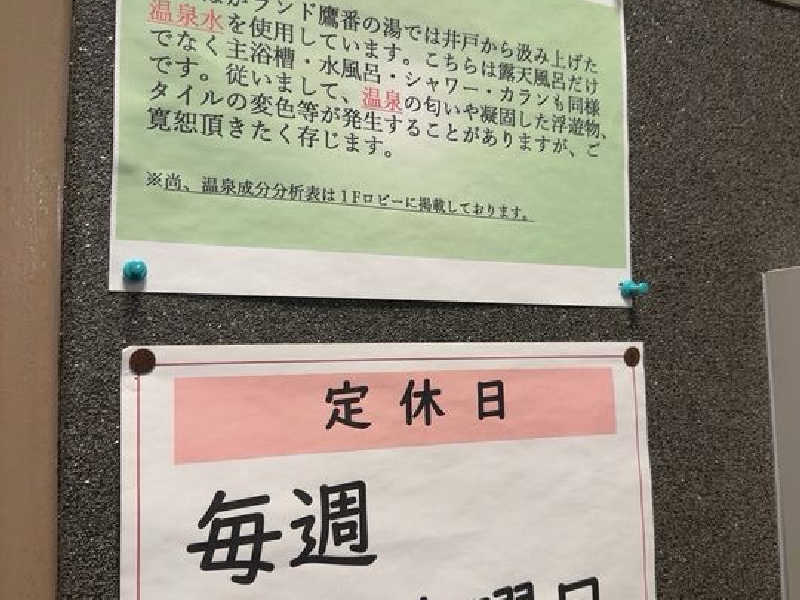 ランド鷹番の湯では井戸から汲み上げた
温泉水を使用しています。こちらは露天風呂だけ
でなく主浴槽・水風呂・シャワー・カランも同様
です。従いまして、温泉の匂いや凝固した浮遊物、
タイルの変色等が発生することがありますが、ご
寛恕頂きたく存じます。
※尚、温泉成分分析表は1Fロビーに掲載しております。
定休日
毎週
曜日